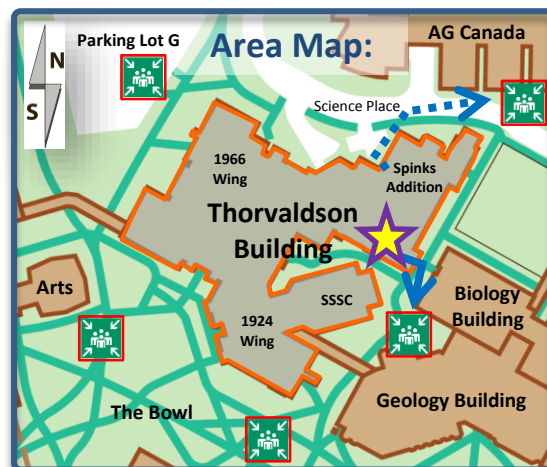 Area Map:
Parking Lot G
AG Canada
N
S
Science Place
1966
Wing
Spinks
Addition
Thorvaldson
Building
Arts
SSSC
Biology
Building
1924
Wing
The Bowl
Geology Building